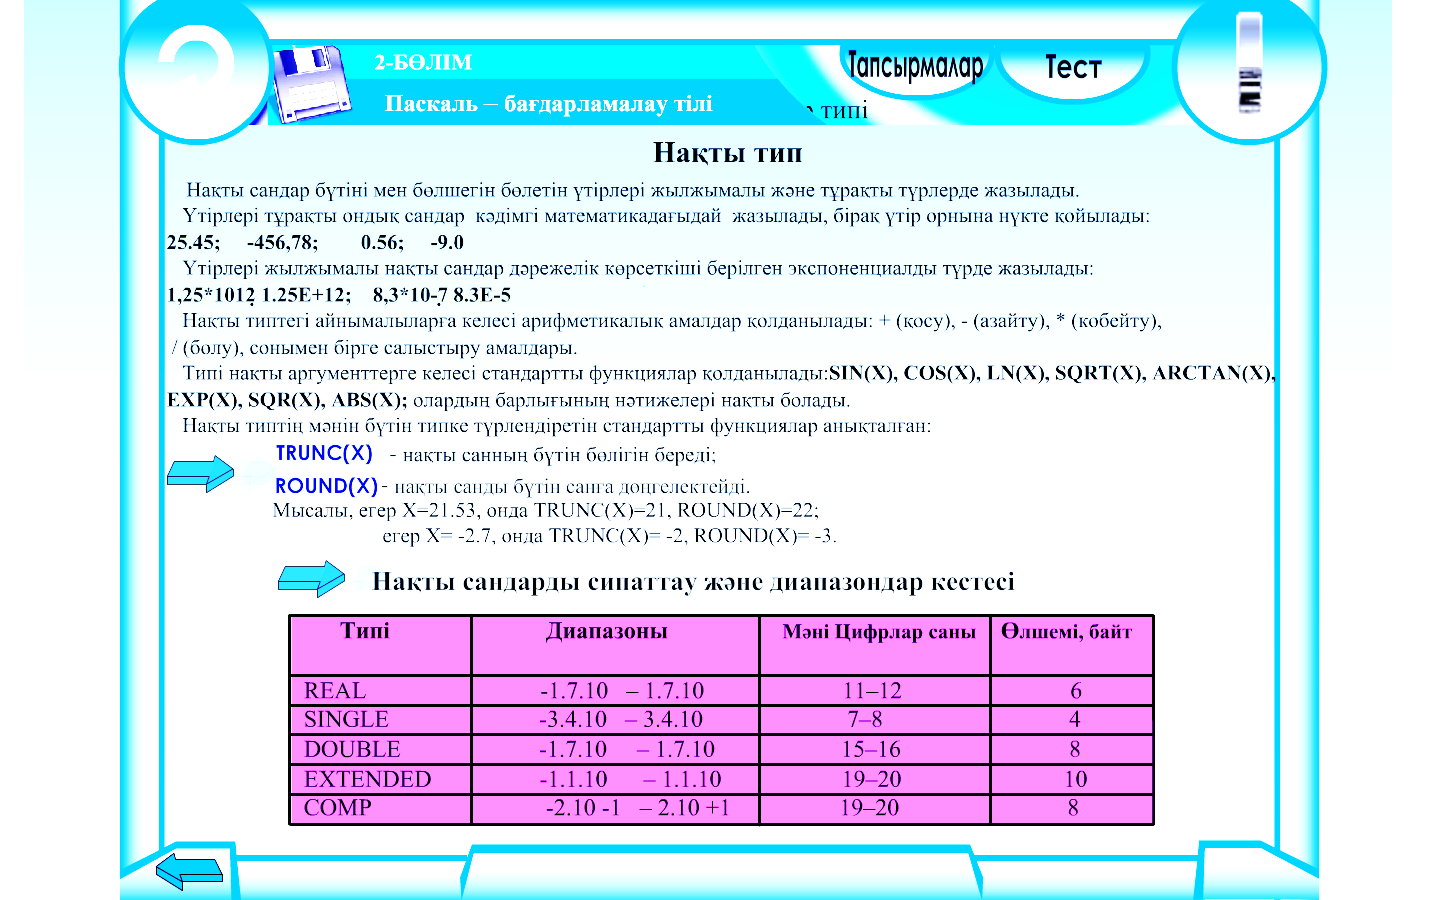 2-БӨЛІМ
Тапсырмалар
Тест
Паскаль – бағдарламалау тілі
типі
Нақты тип
Нақты сандар бүтіні мен бөлшегін бөлетін үтірлері жылжымалы және тұрақты түрлерде жазылады.
Үтірлері тұрақты ондық сандар кәдімгі математикадағыдай жазылады, бірақ үтір орнына нүкте қойылады:
25.45; -456,78; 0.56; -9.0
Үтірлері жылжымалы нақты сандар дәрежелік көрсеткіші берілген экспоненциалды түрде жазылады:
1,25*1012 1.25E+12; 8,3*10-7 8.3E-5
Нақты типтегі айнымалыларға келесі арифметикалық амалдар қолданылады: + (қосу), - (азайту), * (көбейту),
/ (бөлу), сонымен бірге салыстыру амалдары.
Типі нақты аргументтерге келесі стандартты функциялар қолданылады:SIN(X), COS(X), LN(X), SQRT(X), ARCTAN(X),
EXP(X), SQR(X), ABS(X); олардың барлығының нәтижелері нақты болады.
Нақты типтің мәнін бүтін типке түрлендіретін стандартты функциялар анықталған:
TRUNC(X) - нақты санның бүтін бөлігін береді;
ROUND(X) - нақты санды бүтін санға дөңгелектейді.
Мысалы, егер X=21.53, онда TRUNC(X)=21, ROUND(X)=22;
егер X= -2.7, онда TRUNC(X)= -2, ROUND(X)= -3.
Нақты сандарды сипаттау және диапазондар кестесі
Типі Диапазоны Мәні Цифрлар саны Өлшемі, байт
REAL -1.7.10 – 1.7.10 11–12 6
SINGLE -3.4.10 – 3.4.10 7–8 4
DOUBLE -1.7.10 – 1.7.10 15–16 8
EXTENDED -1.1.10 – 1.1.10 19–20 10
COMP -2.10 -1 – 2.10 +1 19–20 8